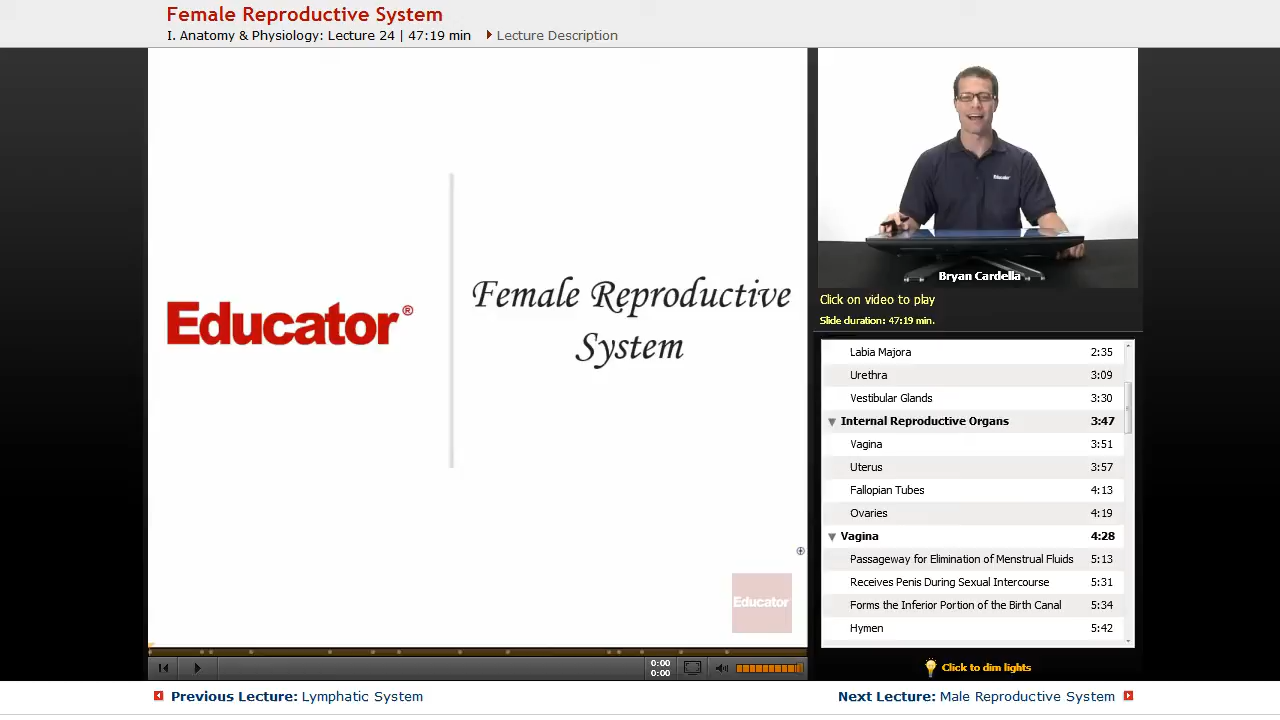 Female Reproductive System
I. Anatomy & Physiology: Lecture 24 | 47:19 min Lecture Description
Educator®
Female Reproductive
System
Educator
Educator
Bryan Cardella
Click on video to play
Slide duration: 47:19 min.
Labia Majora 2:35
Urethra 3:09
Vestibular Glands 3:30
Internal Reproductive Organs 3:47
Vagina 3:51
Uterus 3:57
Fallopian Tubes 4:13
Ovaries 4:19
Vagina 4:28
Passageway for Elimination of Menstrual Fluids 5:13
Receives Penis During Sexual Intercourse 5:31
Forms the Inferior Portion of the Birth Canal 5:34
Hymen 5:42
0:00
0:00
Click to dim lights
Previous Lecture: Lymphatic System
Next Lecture: Male Reproductive System